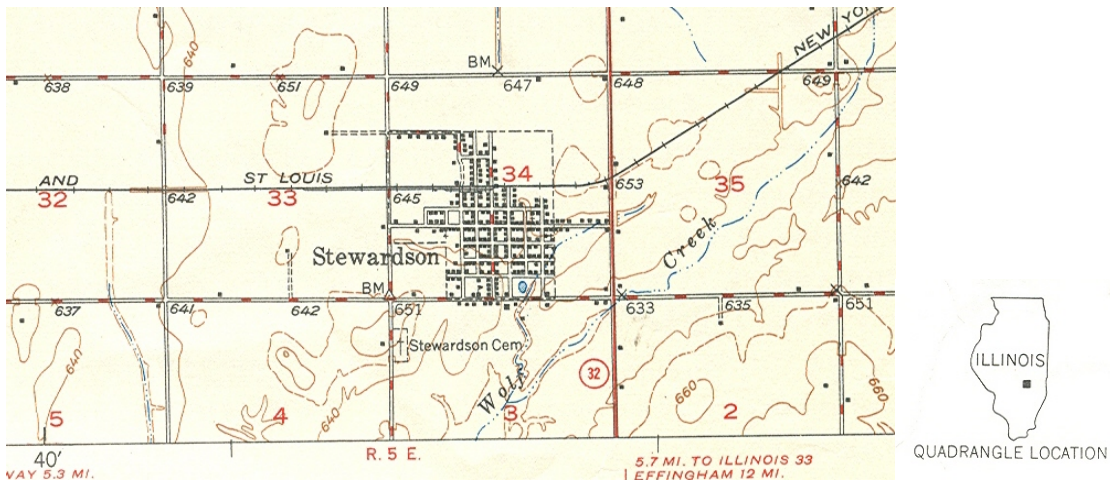 640
NEW YORK
BM
638
639
651
649
647
648
649
AND
ST LOUIS
34
653
35
642
32
642
33
645
Creek
Stewardson
BM
637
641
642
651
633
635
651
Stewardson Cem
640
Wolf
32
660
660
5
4
640
3
2
40'
R. 5 E.
WAY 5.3 MI.
5.7 MI. TO ILLINOIS 33
EFFINGHAM 12 MI.
ILLINOIS
QUADRANGLE LOCATION